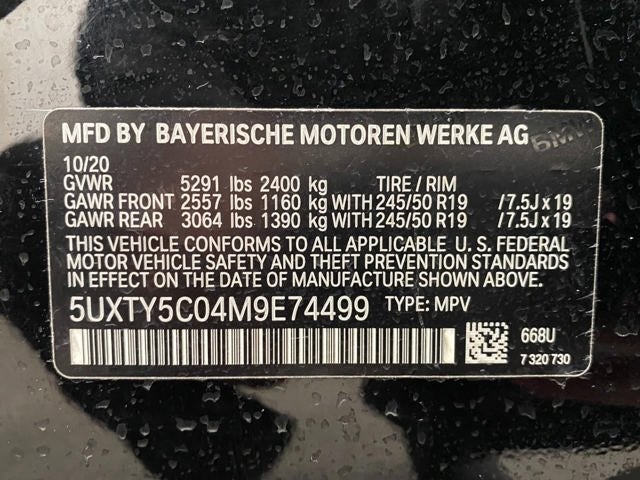 MFD BY BAYERISCHE MOTOREN WERKE AG
BMW
10/20
GVWR 5291 lbs 2400 kg TIRE / RIM
GAWR FRONT 2557 lbs 1160 kg WITH 245/50 R19 /7.5J x 19
GAWR REAR 3064 lbs 1390 kg WITH 245/50 R19 /7.5J x 19
THIS VEHICLE CONFORMS TO ALL APPLICABLE U. S. FEDERAL
MOTOR VEHICLE SAFETY AND THEFT PREVENTION STANDARDS
IN EFFECT ON THE DATE OF MANUFACTURE SHOWN ABOVE.
5UXTY5C04M9E74499 TYPE: MPV
668U
7 320 730